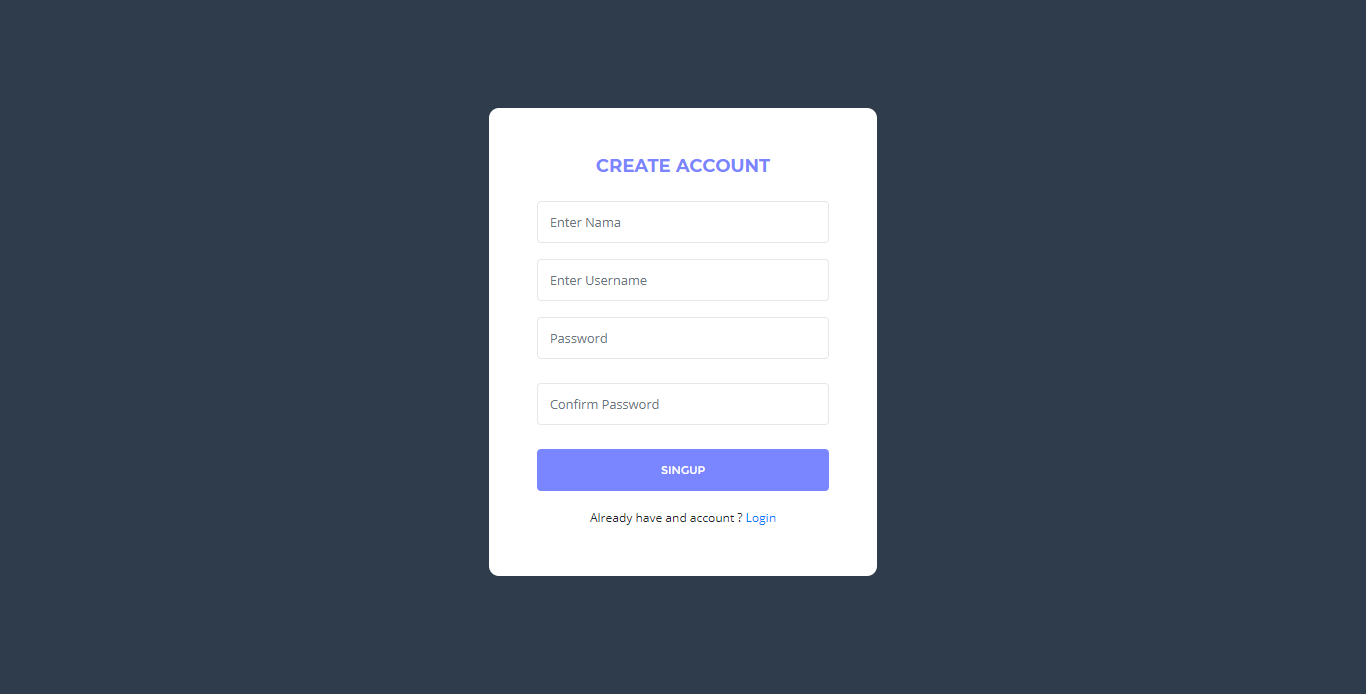 CREATE ACCOUNT
Enter Nama
Enter Username
Password
Confirm Password
SINGUP
Already have and account ? Login